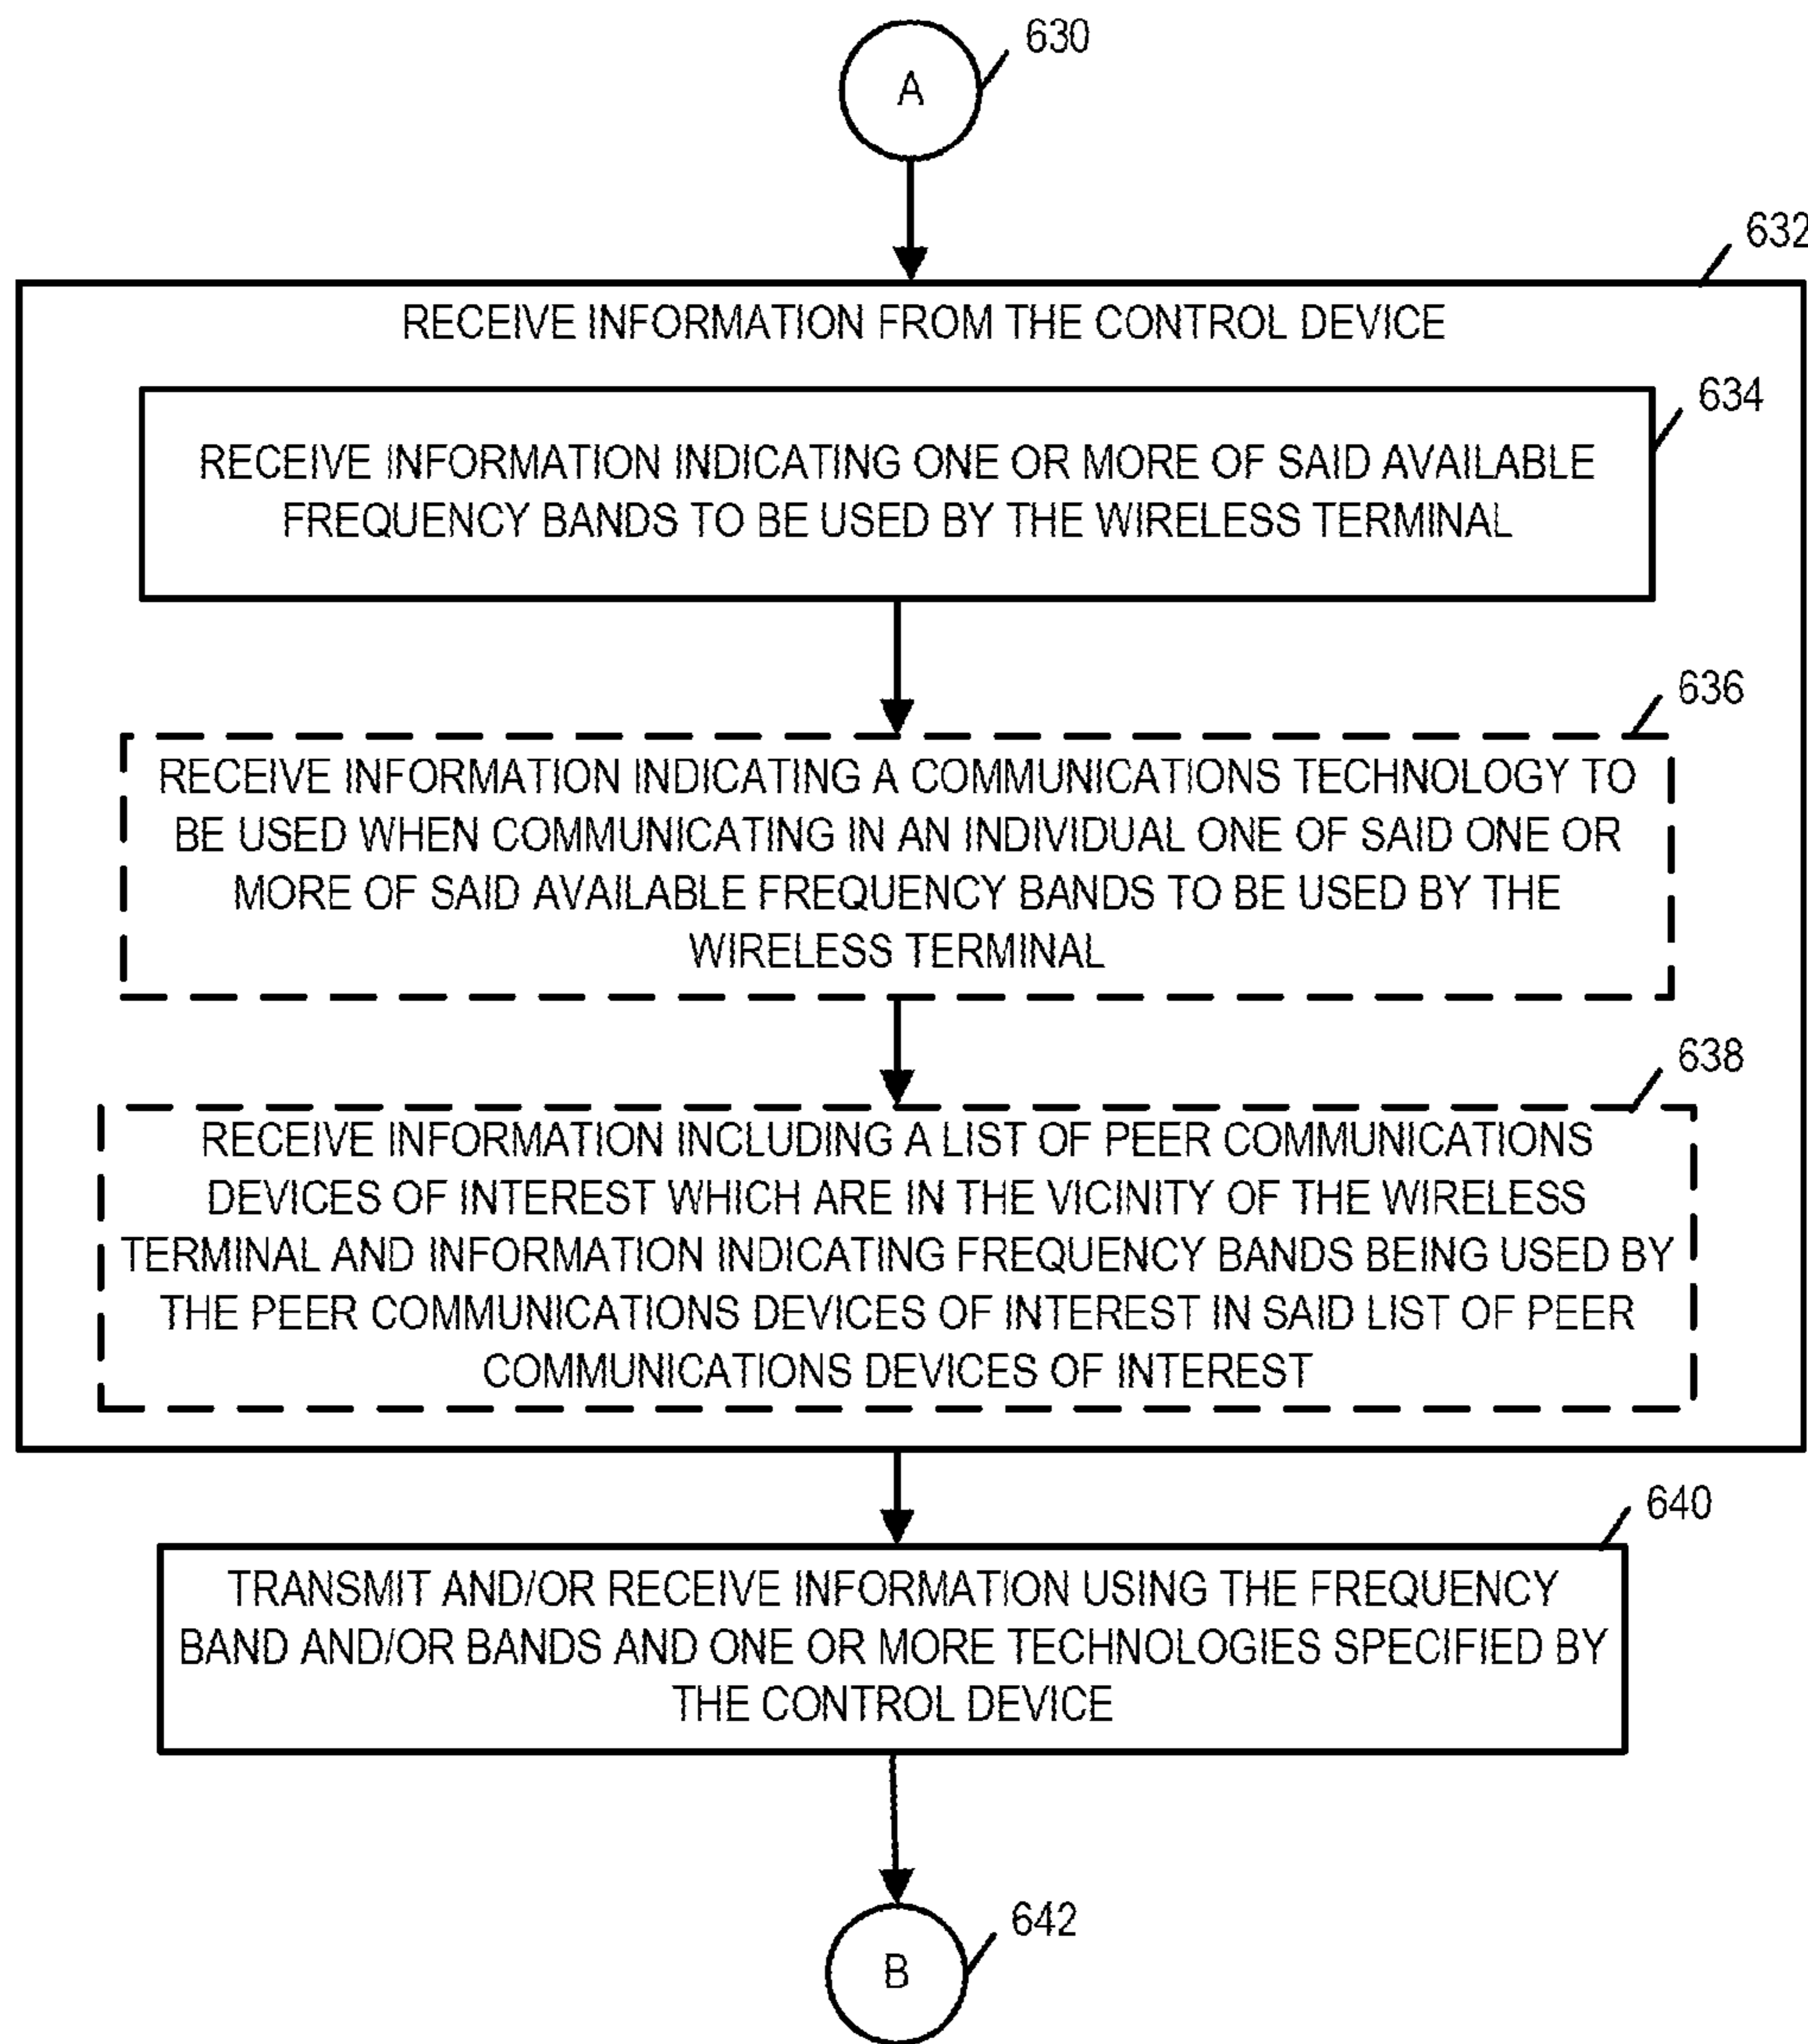 630
A
632
RECEIVE INFORMATION FROM THE CONTROL DEVICE
634
RECEIVE INFORMATION INDICATING ONE OR MORE OF SAID AVAILABLE
FREQUENCY BANDS TO BE USED BY THE WIRELESS TERMINAL
636
RECEIVE INFORMATION INDICATING A COMMUNICATIONS TECHNOLOGY TO
BE USED WHEN COMMUNICATING IN AN INDIVIDUAL ONE OF SAID ONE OR
MORE OF SAID AVAILABLE FREQUENCY BANDS TO BE USED BY THE
WIRELESS TERMINAL
638
RECEIVE INFORMATION INCLUDING A LIST OF PEER COMMUNICATIONS
DEVICES OF INTEREST WHICH ARE IN THE VICINITY OF THE WIRELESS
TERMINAL AND INFORMATION INDICATING FREQUENCY BANDS BEING USED BY
THE PEER COMMUNICATIONS DEVICES OF INTEREST IN SAID LIST OF PEER
COMMUNICATIONS DEVICES OF INTEREST
640
TRANSMIT AND/OR RECEIVE INFORMATION USING THE FREQUENCY
BAND AND/OR BANDS AND ONE OR MORE TECHNOLOGIES SPECIFIED BY
THE CONTROL DEVICE
642
B